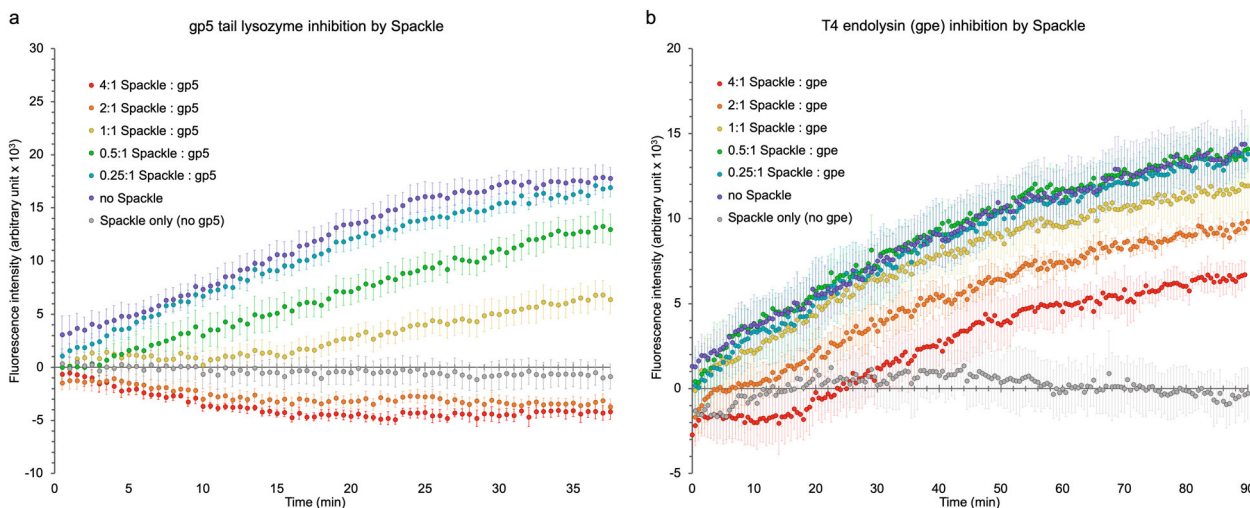 a
gp5 tail lysozyme inhibition by Spackle
Fluorescence intensity (arbitrary unit x 10³)
30
25
20
15
10
5
0
-5
-10
4:1 Spackle : gp5
2:1 Spackle : gp5
1:1 Spackle : gp5
0.5:1 Spackle : gp5
0.25:1 Spackle : gp5
no Spackle
Spackle only (no gp5)
5
10
15
20
25
30
35
Time (min)
b
T4 endolysin (gpe) inhibition by Spackle
Fluorescence intensity (arbitrary unit x 10³)
20
15
10
5
0
-5
4:1 Spackle : gpe
2:1 Spackle : gpe
1:1 Spackle : gpe
0.5:1 Spackle : gpe
0.25:1 Spackle : gpe
no Spackle
Spackle only (no gpe)
0
10
20
30
40
50
60
70
80
90
Time (min)